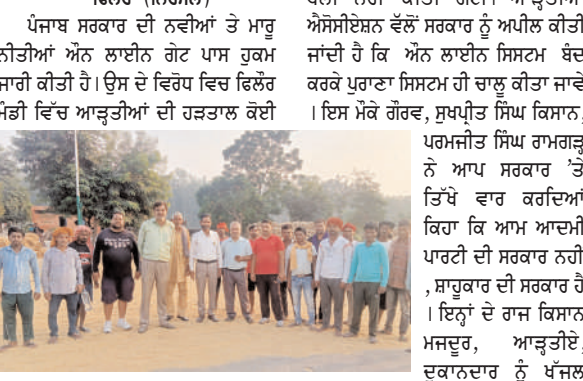 ਪੰਜਾਬ ਸਰਕਾਰ ਦੀ ਨਵੀਆਂ ਤੇ ਮਾਰੂ
ਨੀਤੀਆਂ ਔਨ ਲਾਈਨ ਗੇਟ ਪਾਸ ਹੁਕਮ
ਜਾਰੀ ਕੀਤੀ ਹੈ। ਉਸ ਦੇ ਵਿਰੋਧ ਵਿਚ ਫਿਲੌਰ
ਮੰਡੀ ਵਿੱਚ ਆੜ੍ਹਤੀਆਂ ਦੀ ਹੜਤਾਲ ਕੋਈ
ਐਸੋਸੀਏਸ਼ਨ ਵੱਲੋਂ ਸਰਕਾਰ ਨੂੰ ਅਪੀਲ ਕੀਤੀ
ਜਾਂਦੀ ਹੈ ਕਿ ਔਨ ਲਾਈਨ ਸਿਸਟਮ ਬੰਦ
ਕਰਕੇ ਪੁਰਾਣਾ ਸਿਸਟਮ ਹੀ ਚਾਲੂ ਕੀਤਾ ਜਾਵੇ
। ਇਸ ਮੌਕੇ ਗੌਰਵ, ਸੁਖਪ੍ਰੀਤ ਸਿੰਘ ਕਿਸਾਨ,
ਪਰਮਜੀਤ ਸਿੰਘ ਰਾਮਗੜ੍ਹ
ਨੇ ਆਪ ਸਰਕਾਰ 'ਤੇ
ਤਿੱਖੇ ਵਾਰ ਕਰਦਿਆਂ
ਕਿਹਾ ਕਿ ਆਮ ਆਦਮੀ
ਪਾਰਟੀ ਦੀ ਸਰਕਾਰ ਨਹੀ
, ਸ਼ਾਹੂਕਾਰ ਦੀ ਸਰਕਾਰ ਹੈ
। ਇਨ੍ਹਾਂ ਦੇ ਰਾਜ ਕਿਸਾਨ
ਮਜਦੂਰ, ਆੜ੍ਹਤੀਏ,
ਦੁਕਾਨਦਾਰ ਨੂੰ ਖੱਜਲ